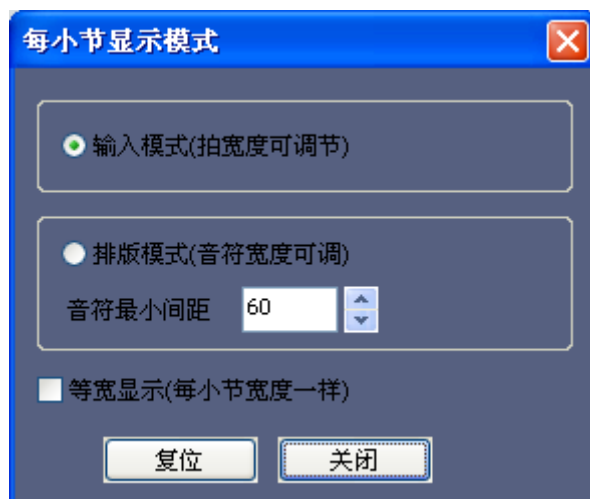 每小节显示模式
输入模式(拍宽度可调节)
排版模式(音符宽度可调)
音符最小间距 60
等宽显示(每小节宽度一样)
复位 关闭